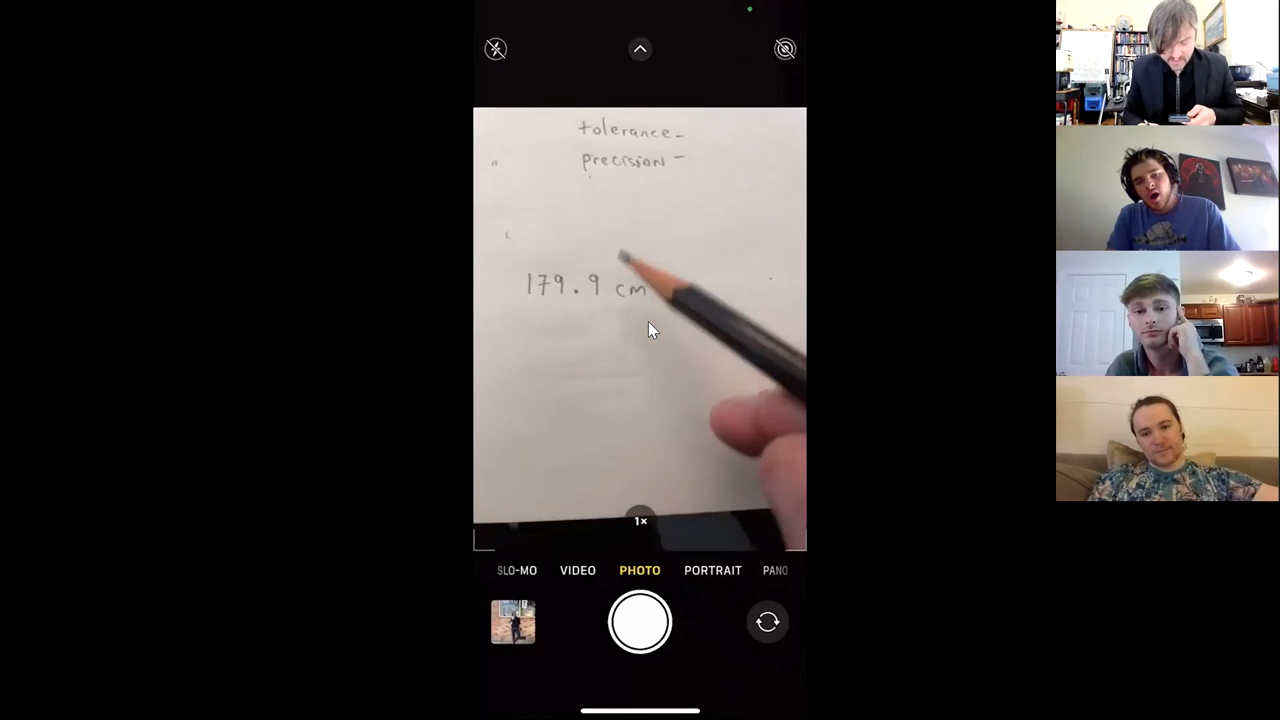 tolerance-
precision -
179.9 cm
1×
SLO-MO VIDEO PHOTO PORTRAIT PANO